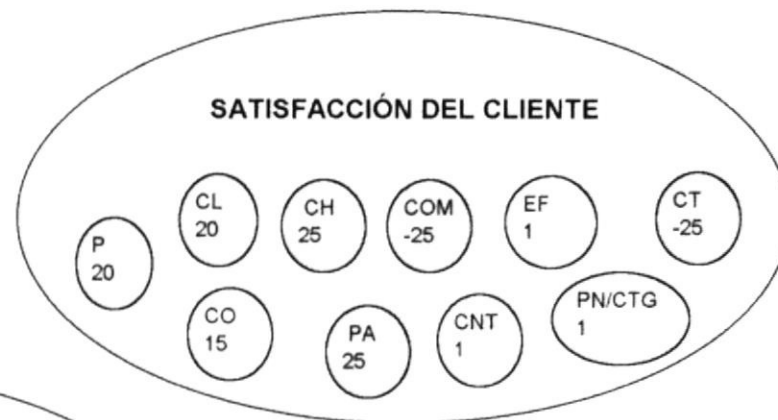 SATISFACCIÓN DEL CLIENTE
P
20
CL
20
CH
25
COM
-25
EF
1
CT
-25
CO
15
PA
25
CNT
1
PN/CTG
1